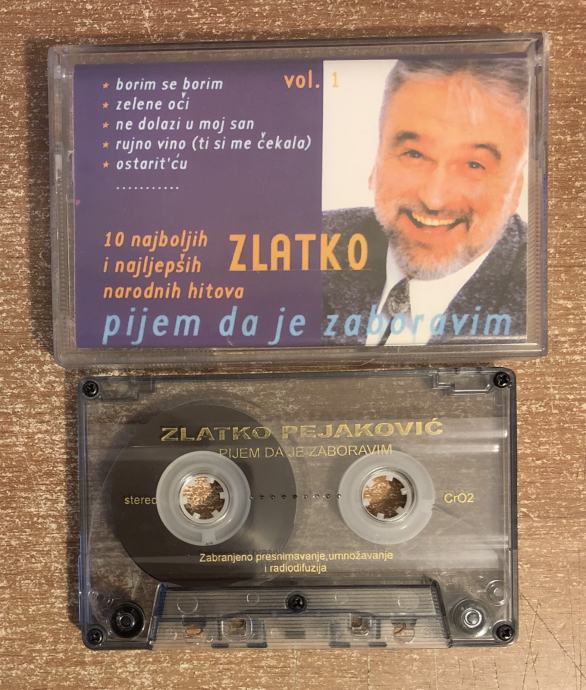 vol. 1
* borim se borim
* zelene oči
* ne dolazi u moj san
* rujno vino (ti si me čekala)
* ostarit'ću
...........
10 najboljih
i najljepših
narodnih hitova
ZLATKO
pijem da je zaboravim
ZLATKO PEJAKOVIĆ
PIJEM DA JE ZABORAVIM
stereo
CrO2
Zabranjeno presnimavanje,umnožavanje
i radiodifuzija